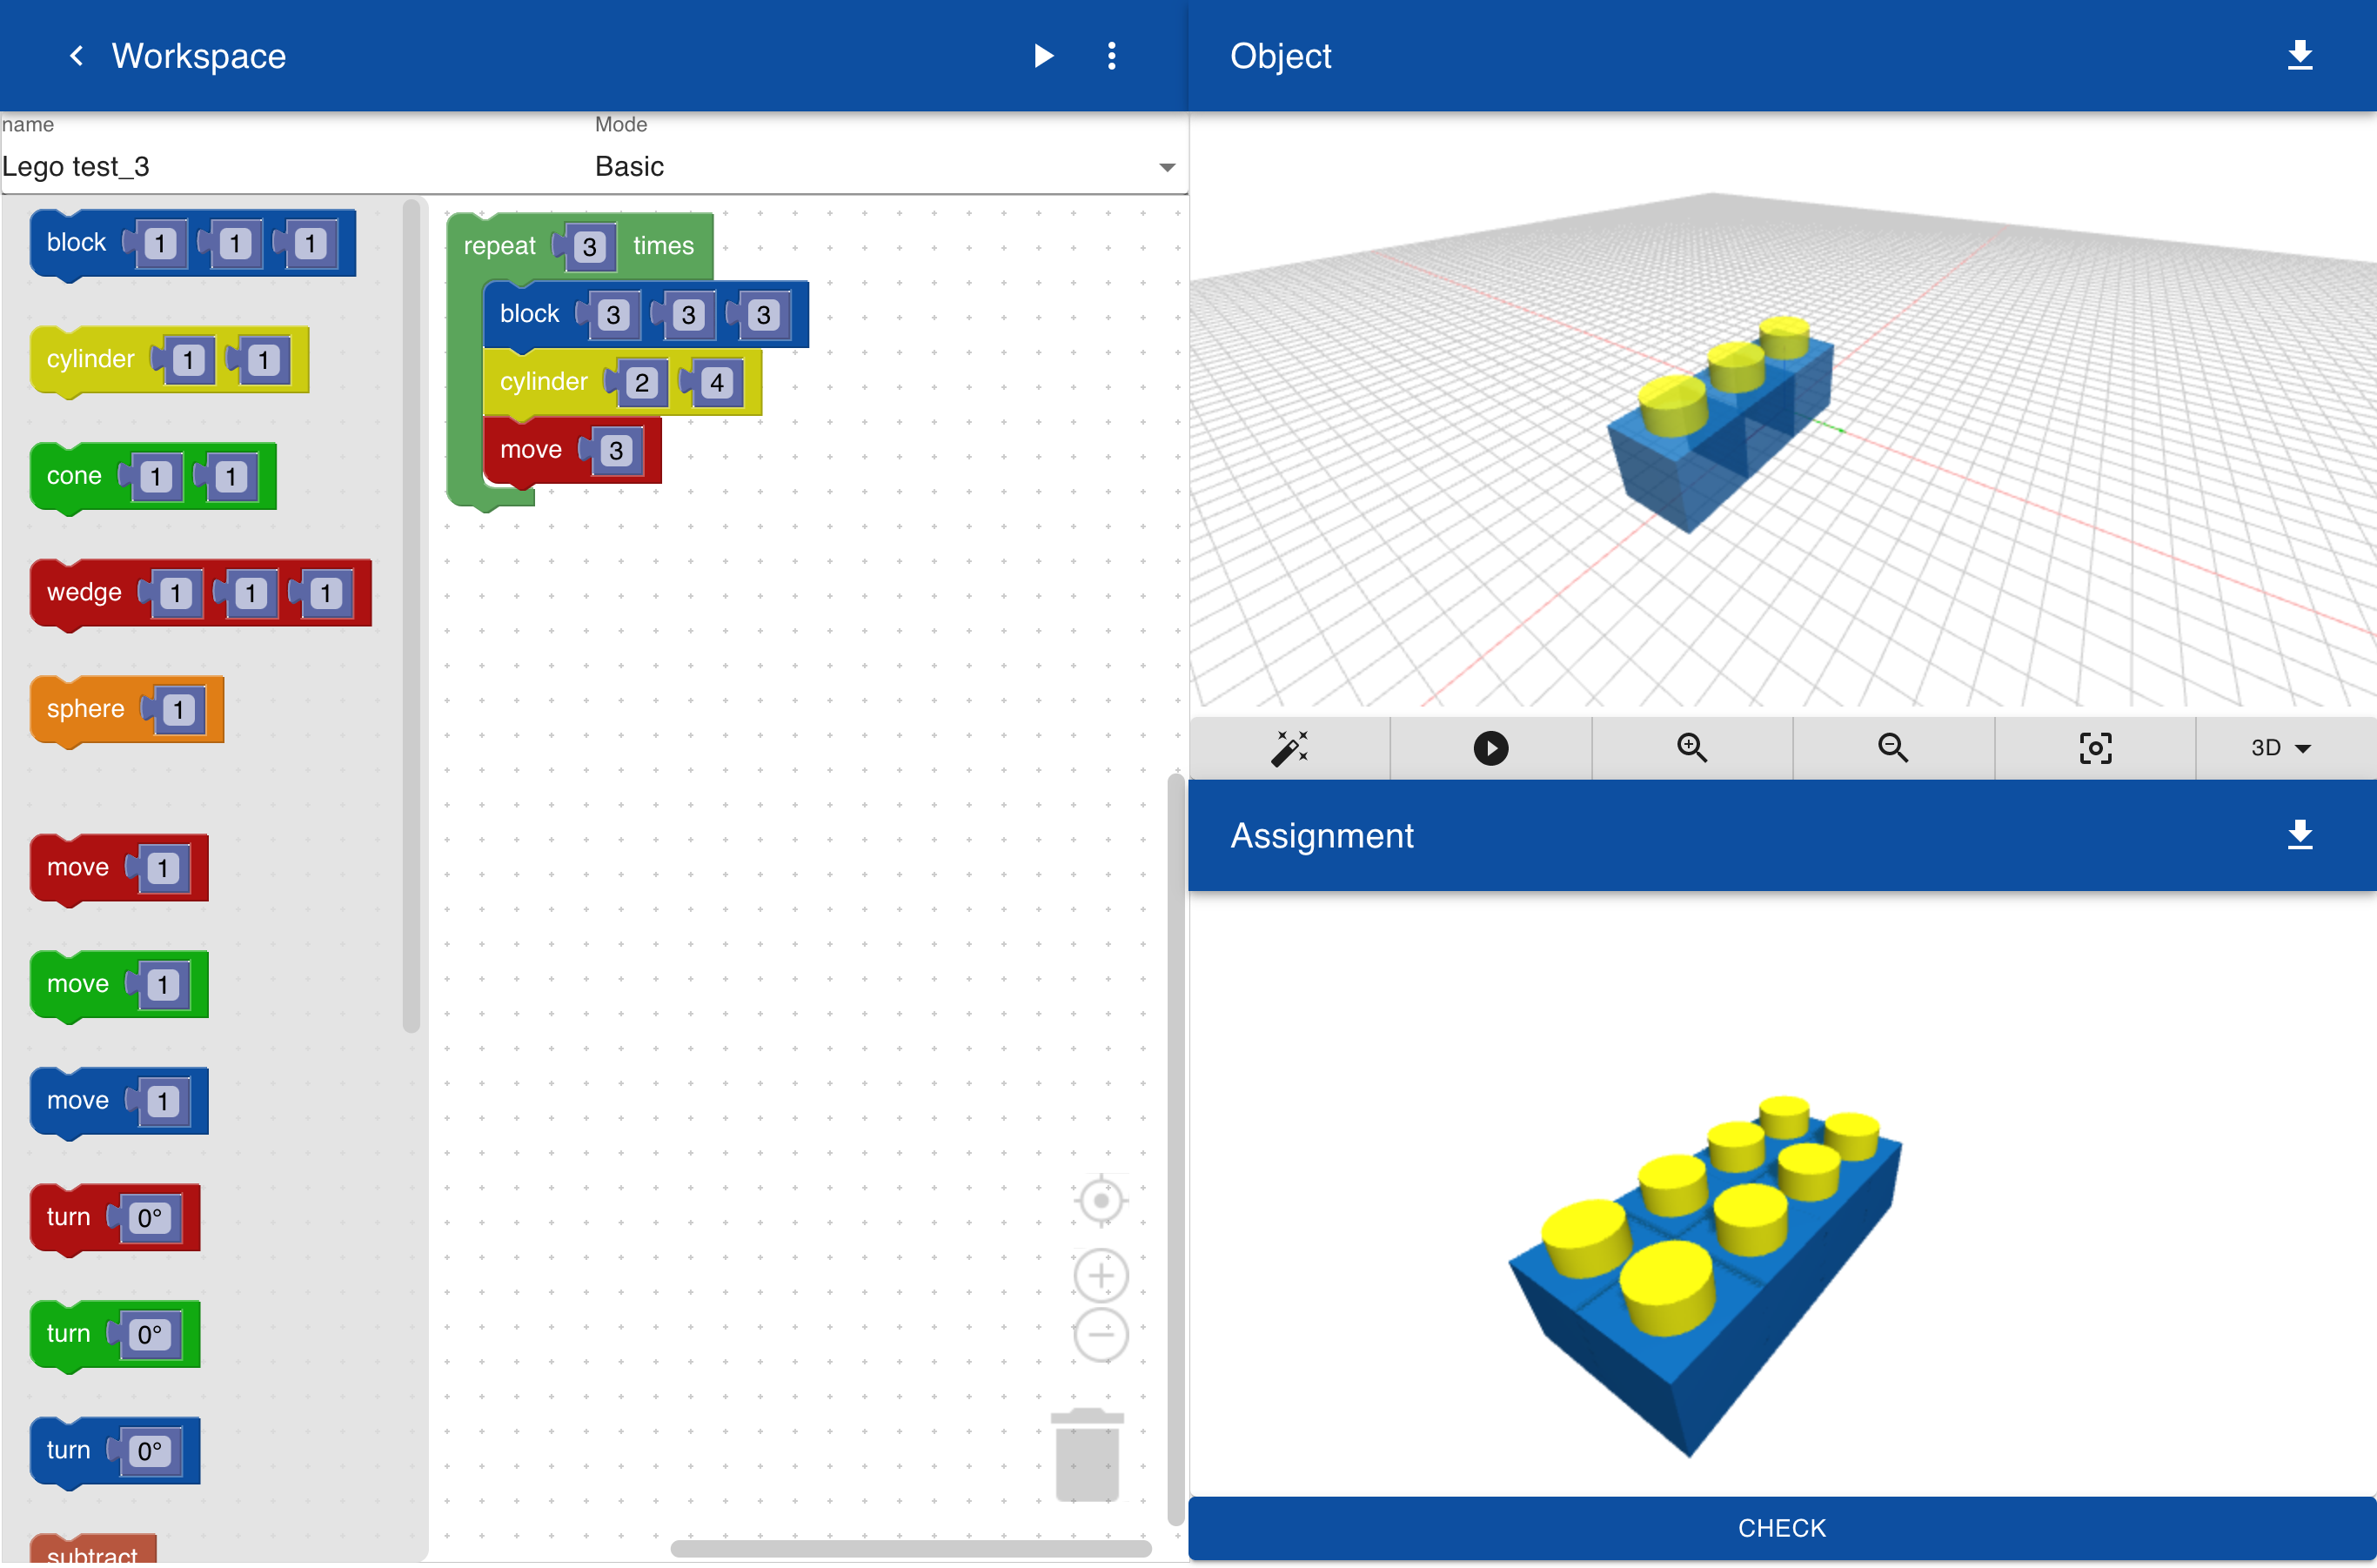 Workspace
Object
name
Mode
Lego test_3
Basic
block 1 1 1
cylinder 1 1
cone 1 1
wedge 1 1 1
sphere 1
move 1
move 1
move 1
turn 0°
turn 0°
turn 0°
subtract
repeat 3 times
block 3 3 3
cylinder 2 4
move 3
3D
Assignment
CHECK